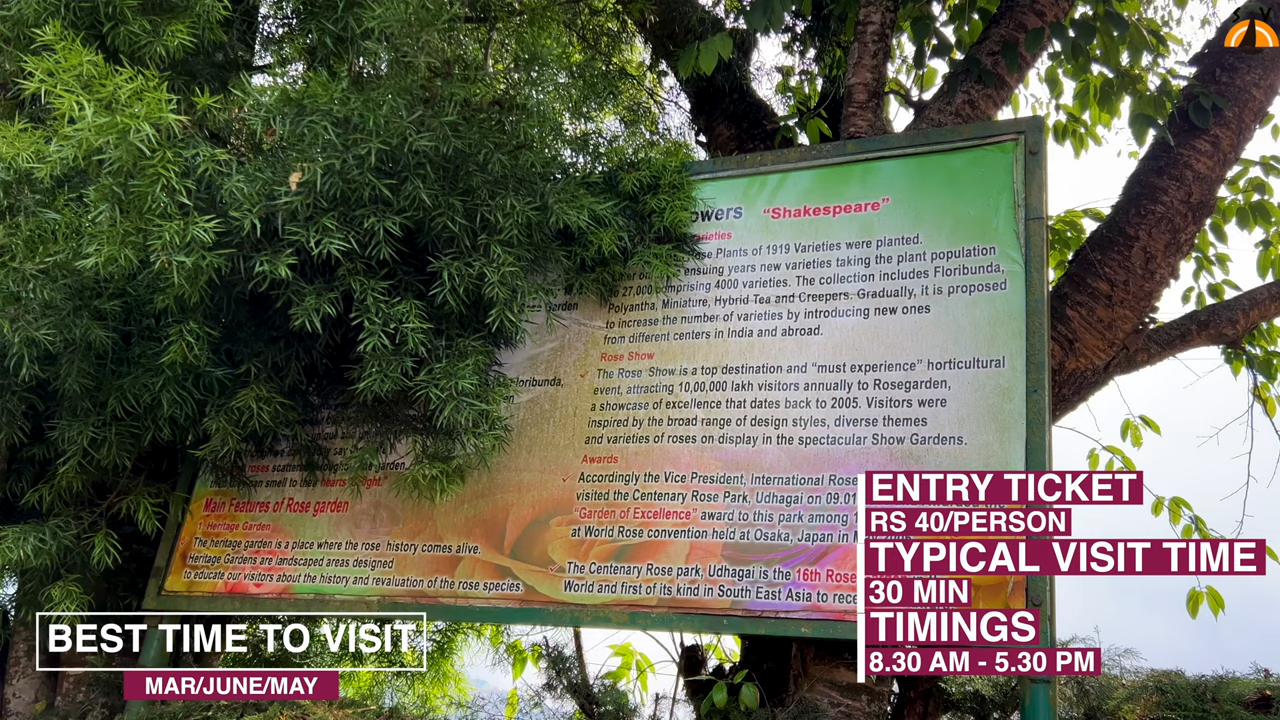 "Shakespeare"
Plants of 1919 Varieties were planted.
ensuing years new varieties taking the plant population
27,000 comprising 4000 varieties. The collection includes Floribunda,
Polyantha, Miniature, Hybrid Tea and Creepers. Gradually, it is proposed
to increase the number of varieties by introducing new ones
from different centers in India and abroad.
Garden
Rose Show
The Rose Show is a top destination and "must experience" horticultural
event, attracting 10,00,000 lakh visitors annually to Rosegarden,
a showcase of excellence that dates back to 2005. Visitors were
inspired by the broad range of design styles, diverse themes
and varieties of roses on display in the spectacular Show Gardens.
Awards
Accordingly the Vice President, International Rose
visited the Centenary Rose Park, Udhagai on 09.01
"Garden of Excellence" award to this park among
at World Rose convention held at Osaka, Japan in
The Centenary Rose park, Udhagai is the 16th Rose
World and first of its kind in South East Asia to
roses
they can smell to their hearts
Main Features of Rose garden
1. Heritage Garden
The heritage garden is a place where the rose history comes alive.
Heritage Gardens are landscaped areas designed
to educate our visitors about the history and revaluation of the rose species.
ENTRY TICKET
RS 40/PERSON
TYPICAL VISIT TIME
30 MIN
TIMINGS
8.30 AM - 5.30 PM
BEST TIME TO VISIT
MAR/JUNE/MAY